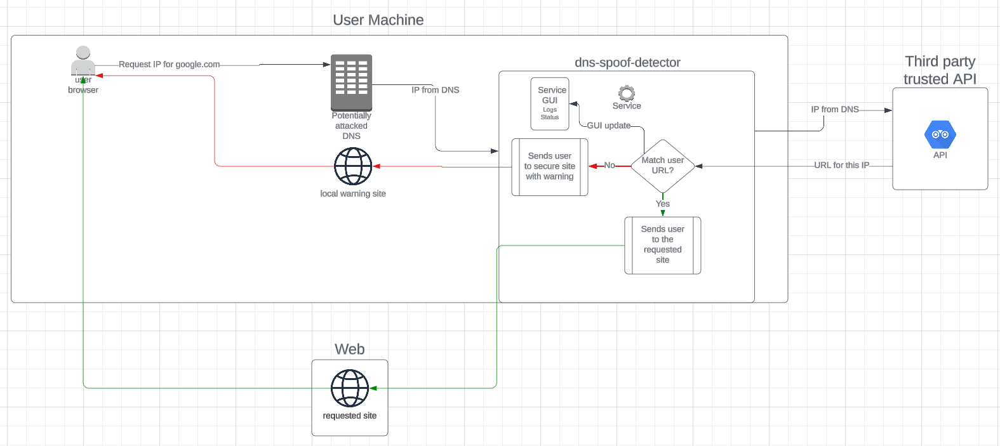 User Machine
Request IP for google.com
user
browser
Potentially
attacked
DNS
IP from DNS
local warning site
dns-spoof-detector
Service
GUI
Logs
Status
Service
GUI update
Sends user
to secure site
with warning
No
Match user
URL?
Yes
Sends user
to the
requested
site
Third party
trusted API
IP from DNS
API
URL for this IP
Web
requested site